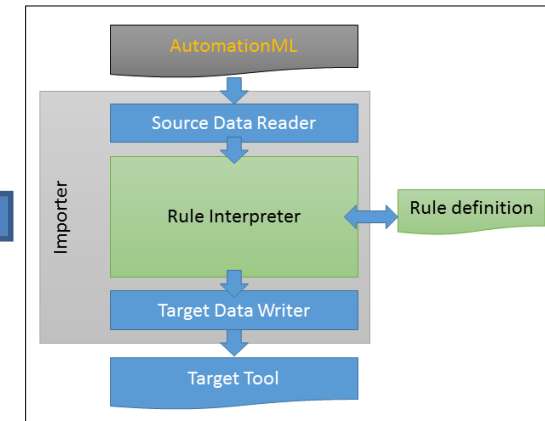 AutomationML
Source Data Reader
Importer
Rule Interpreter
Rule definition
Target Data Writer
Target Tool